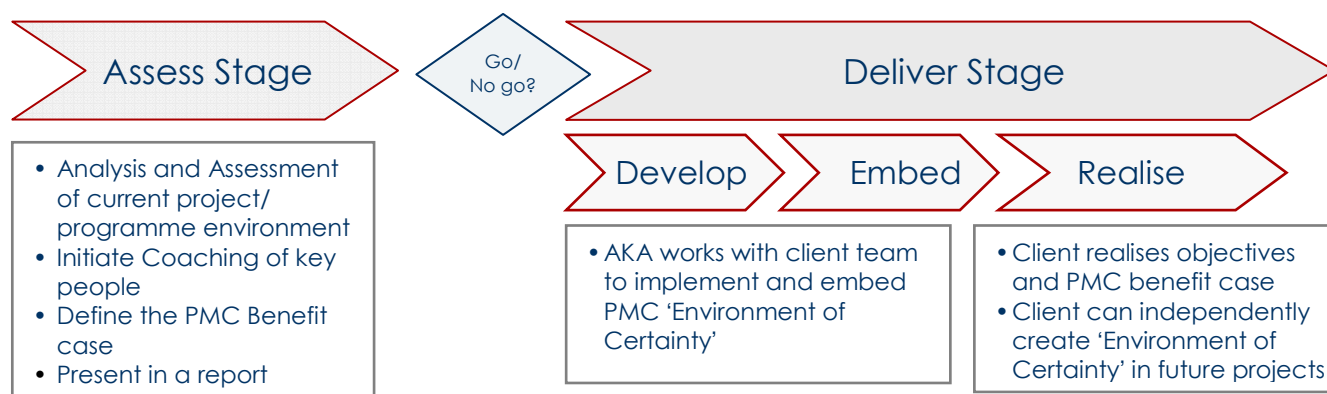 Assess Stage
Go/
No go?
Deliver Stage
• Analysis and Assessment
of current project/
programme environment
• Initiate Coaching of key
people
• Define the PMC Benefit
case
• Present in a report
Develop
Embed
Realise
• AKA works with client team
to implement and embed
PMC ‘Environment of
Certainty’
• Client realises objectives
and PMC benefit case
• Client can independently
create ‘Environment of
Certainty’ in future projects